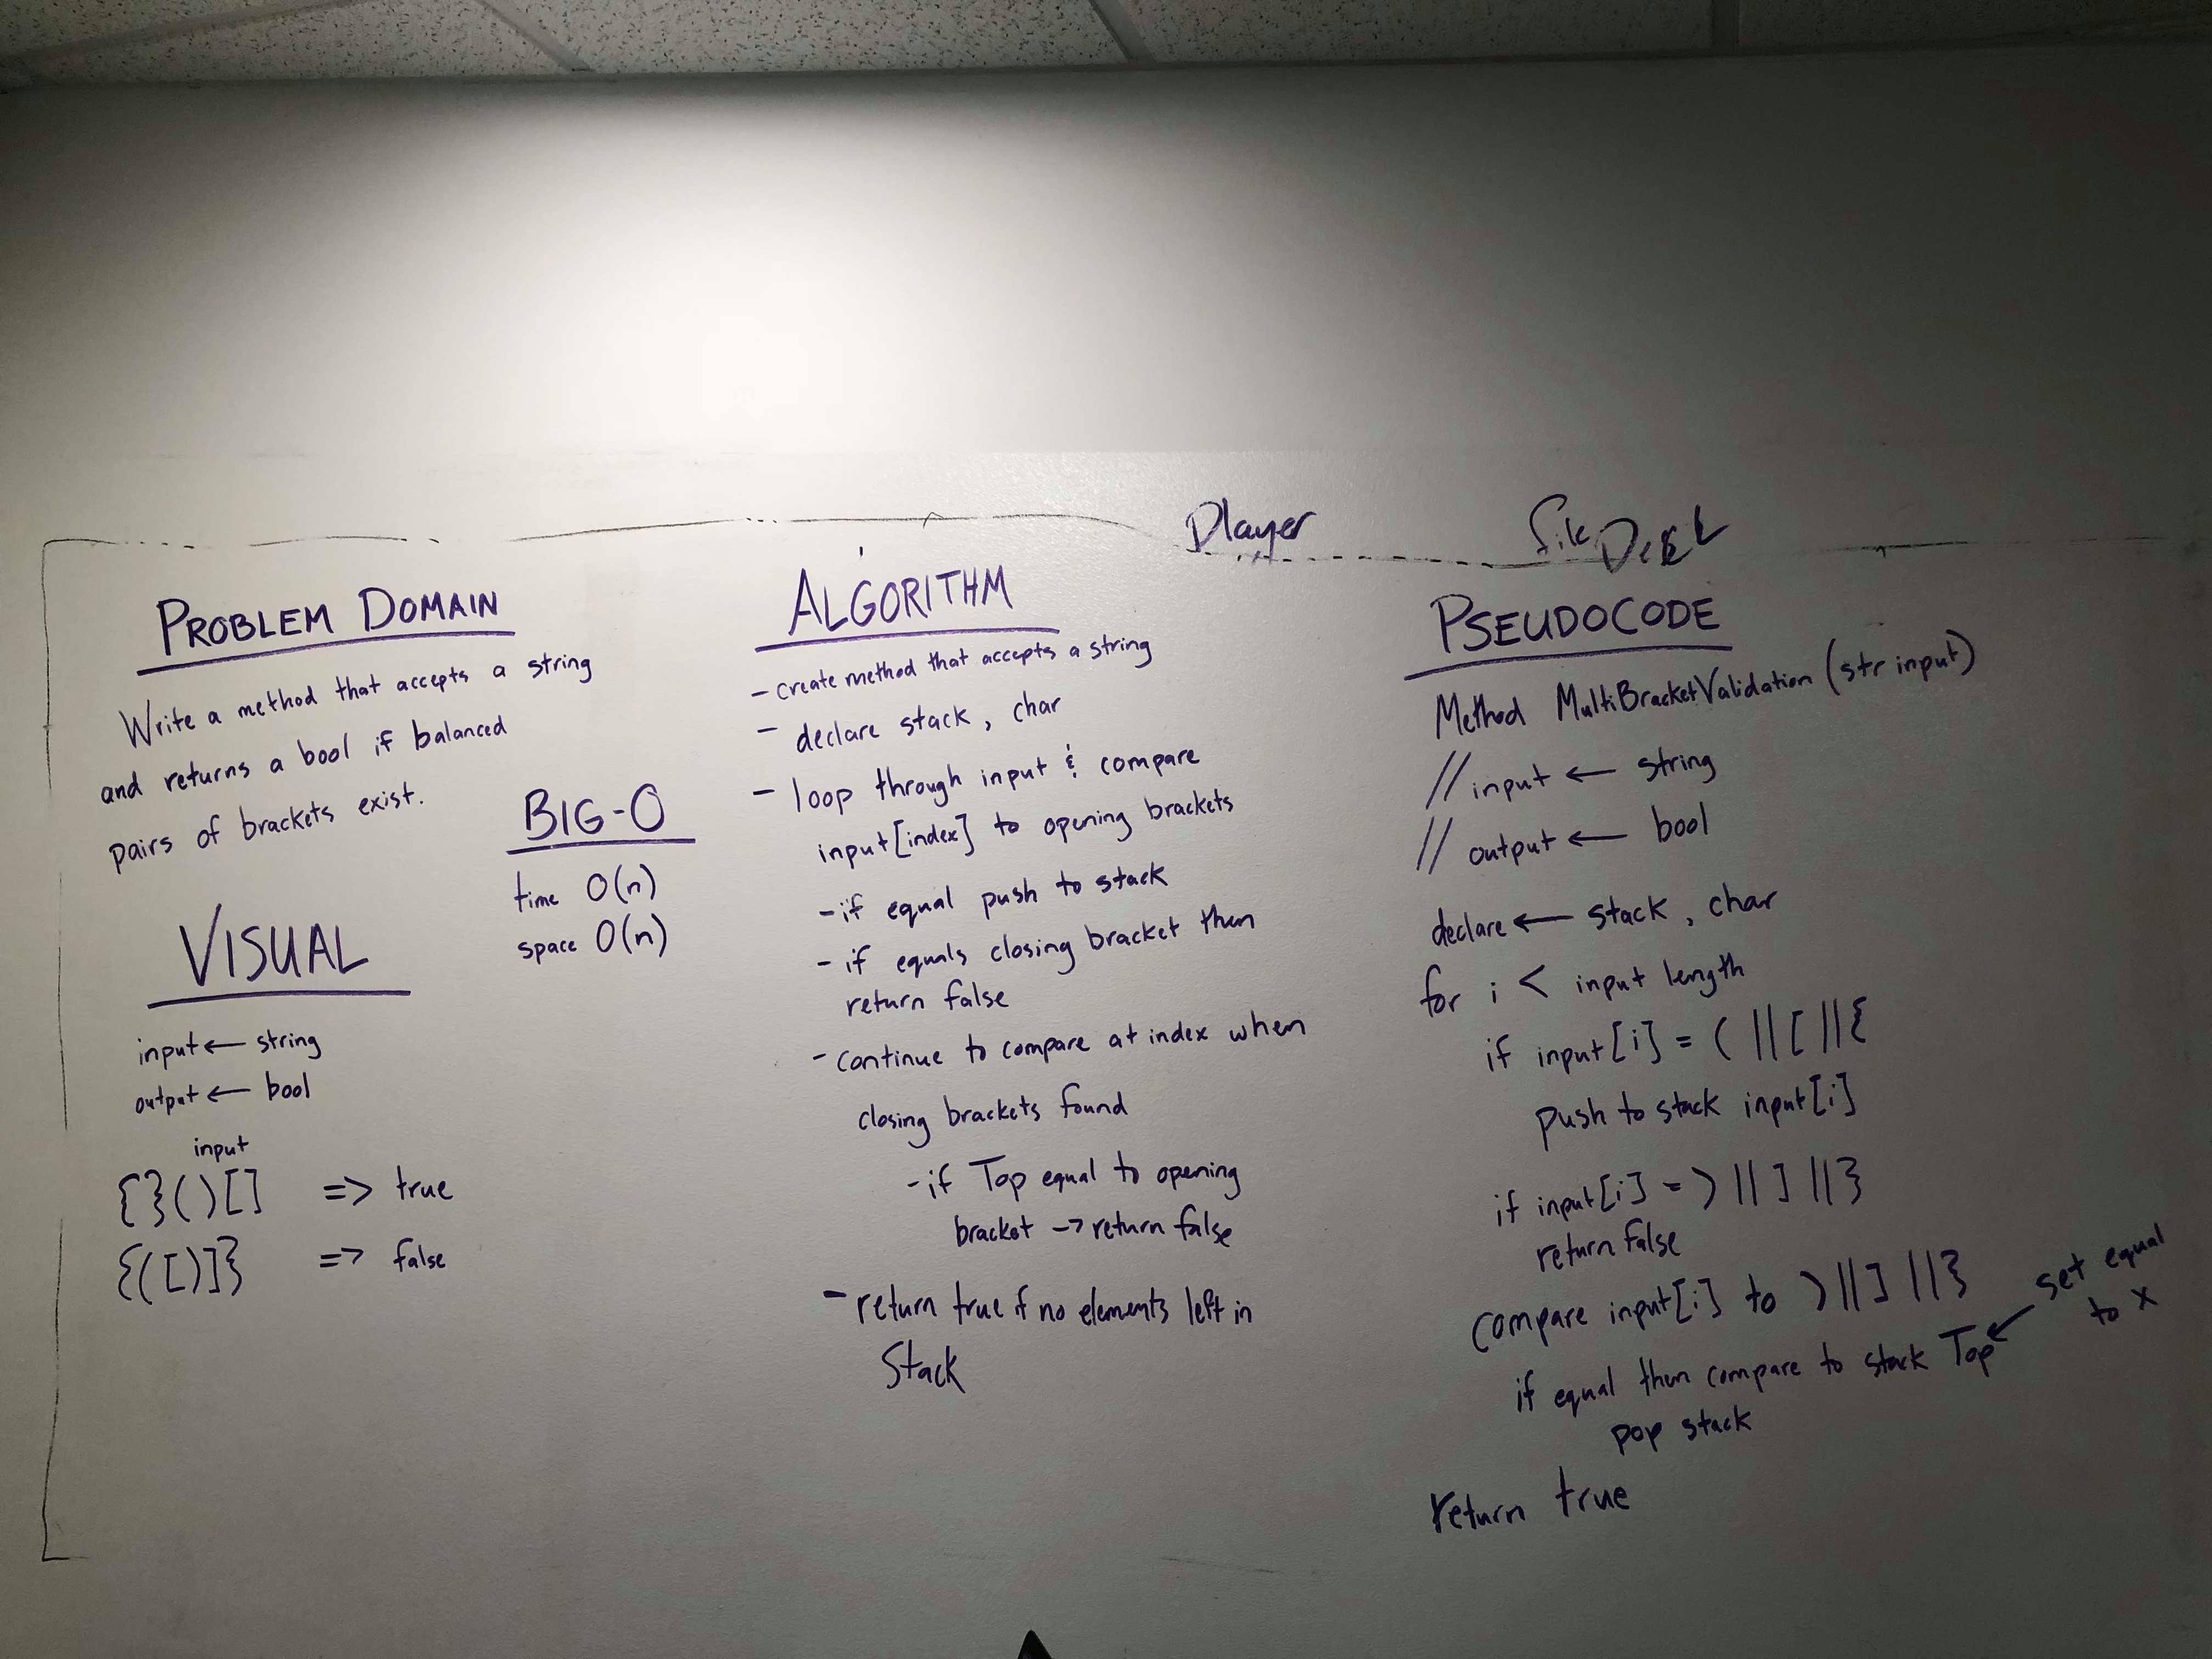 Player
PROBLEM DOMAIN
Write a method that accepts a string
and returns a bool if balanced
pairs of brackets exist.
BIG-O
time O(n)
space O(n)
VISUAL
input ← string
output ← bool
input
{}()[] => true
{([)]} => false
ALGORITHM
- create method that accepts a string
- declare stack, char
- loop through input & compare
input[index] to opening brackets
- if equal push to stack
- if equals closing bracket then
return false
- continue to compare at index when
closing brackets found
- if Top equal to opening
bracket → return false
- return true if no elements left in
Stack
PSEUDOCODE
Method MultiBracketValidation (str input)
// input ← string
// output ← bool
declare ← stack, char
for i < input length
if input[i] = ( || [ || {
push to stack input[i]
if input[i] = ) || ] || }
return false
compare input[i] to ) || ] || }
if equal then compare to stack Top ← set equal
to x
pop stack
return true